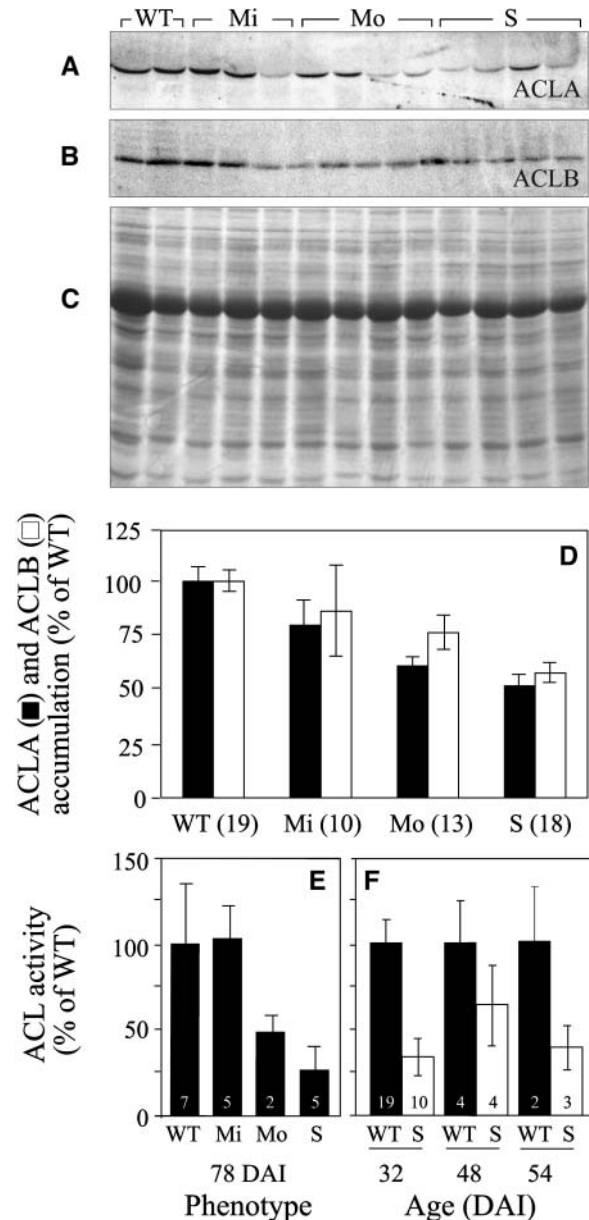 WT Mi Mo S
A
ACLA
B
ACLB
C
D
ACLA (■) and ACLB (□)
accumulation (% of WT)
125
100
75
50
25
0
WT (19) Mi (10) Mo (13) S (18)
E
F
ACL activity
(% of WT)
150
100
50
0
7 5 2 5
19 10 4 4 2 3
WT Mi Mo S
WT S WT S WT S
78 DAI
32 48 54
Phenotype
Age (DAI)